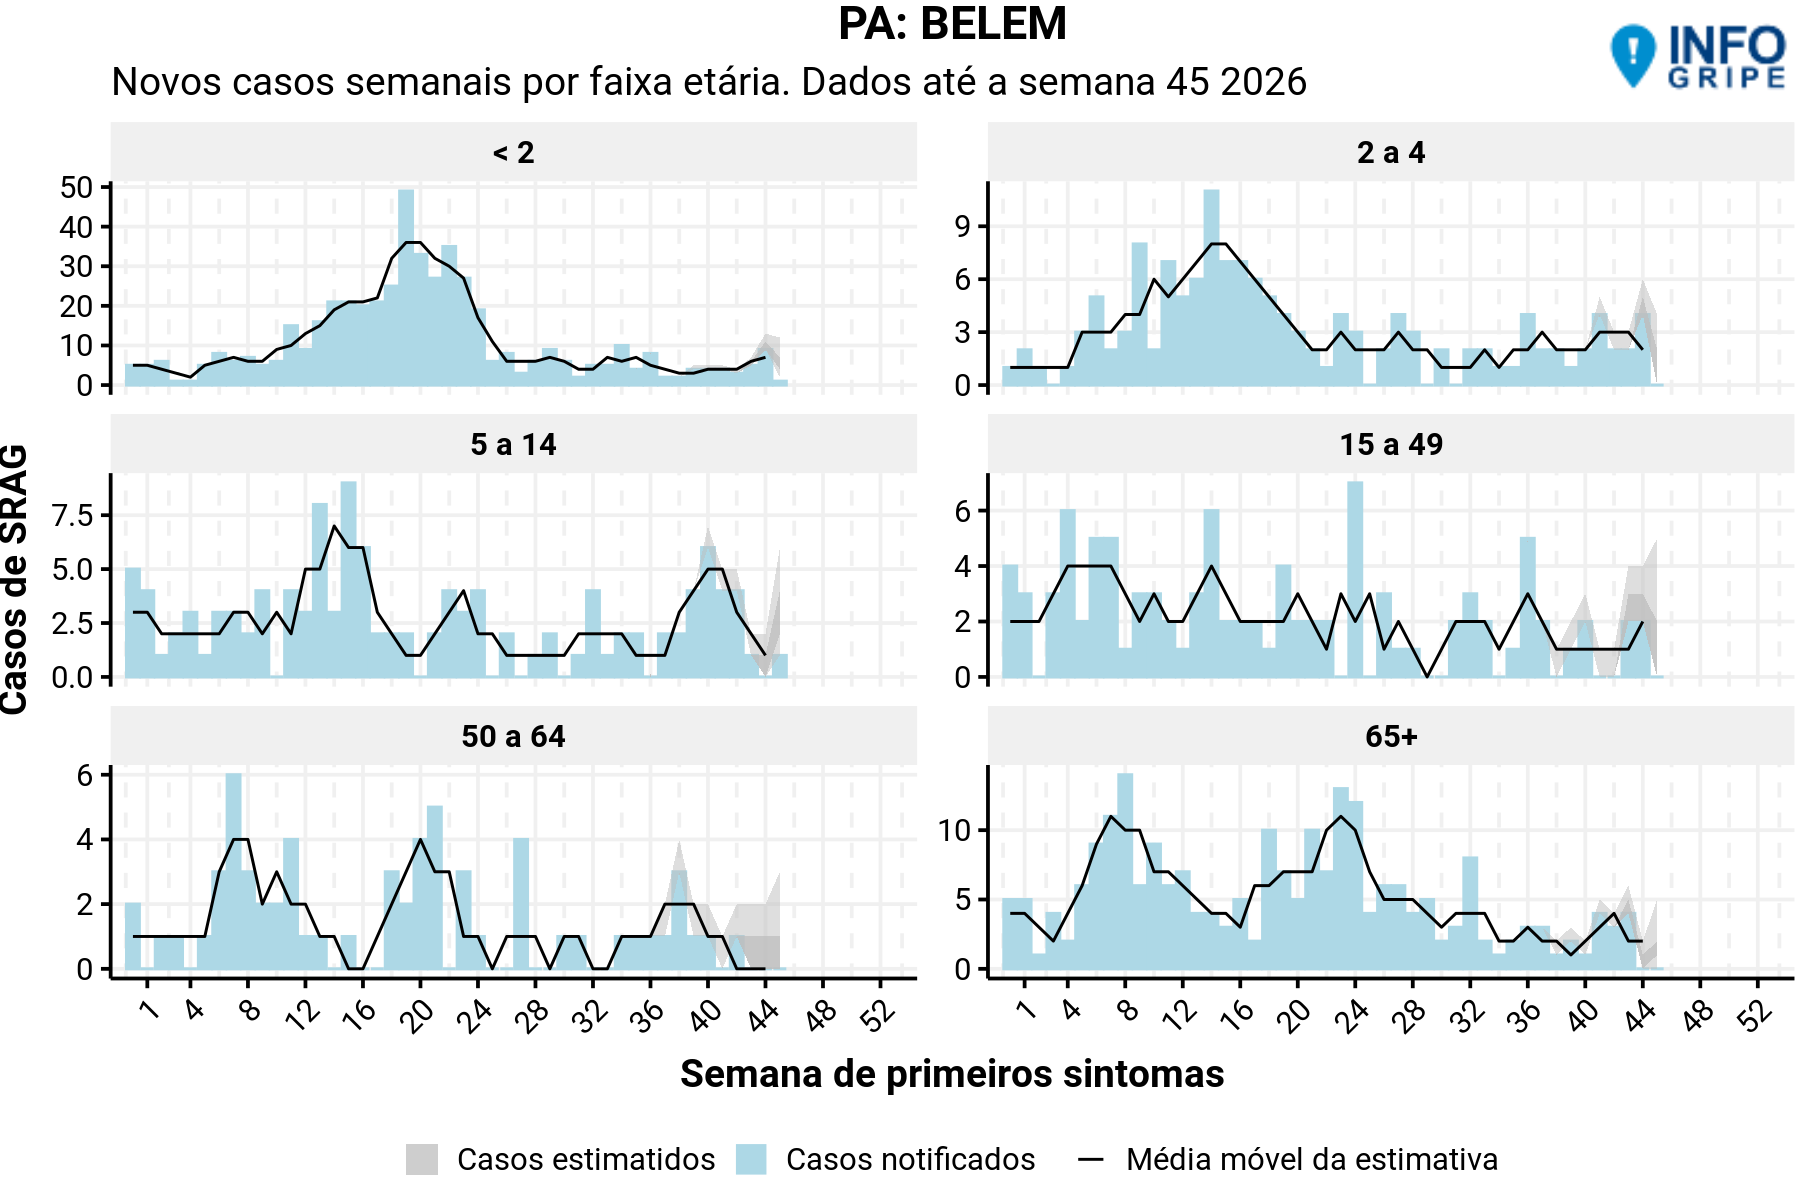 PA: BELEM
INFO
GRIPE
Novos casos semanais por faixa etária. Dados até a semana 45 2026
< 2
2 a 4
50
40
30
20
10
0
9
6
3
0
5 a 14
15 a 49
7.5
5.0
2.5
0.0
6
4
2
0
Casos de SRAG
50 a 64
65+
6
4
2
0
10
5
0
1 4 8 12 16 20 24 28 32 36 40 44 48 52
1 4 8 12 16 20 24 28 32 36 40 44 48 52
Semana de primeiros sintomas
Casos estimatidos Casos notificados Média móvel da estimativa